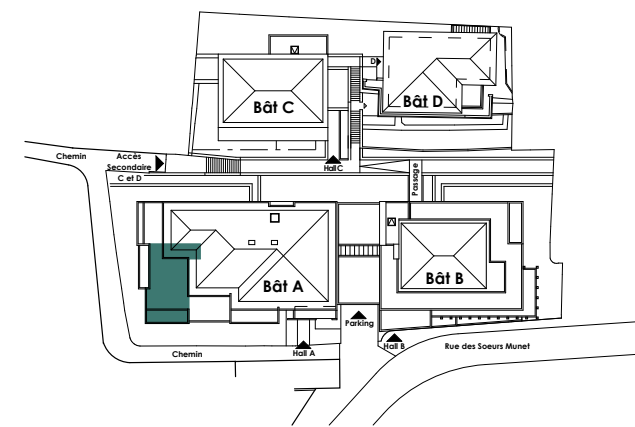 D
Bât C
Bât D
Chemin
Accès
Secondaire
C et D
Hall C
Passage
Bât A
Bât B
Parking
Hall A
Hall B
Chemin
Rue des Soeurs Munet